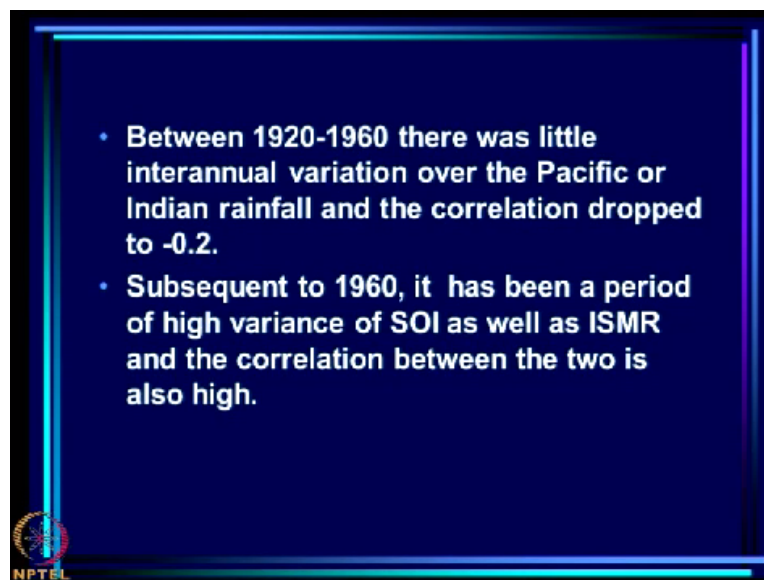 • Between 1920-1960 there was little
interannual variation over the Pacific or
Indian rainfall and the correlation dropped
to -0.2.
• Subsequent to 1960, it has been a period
of high variance of SOI as well as ISMR
and the correlation between the two is
also high.
NPTEL